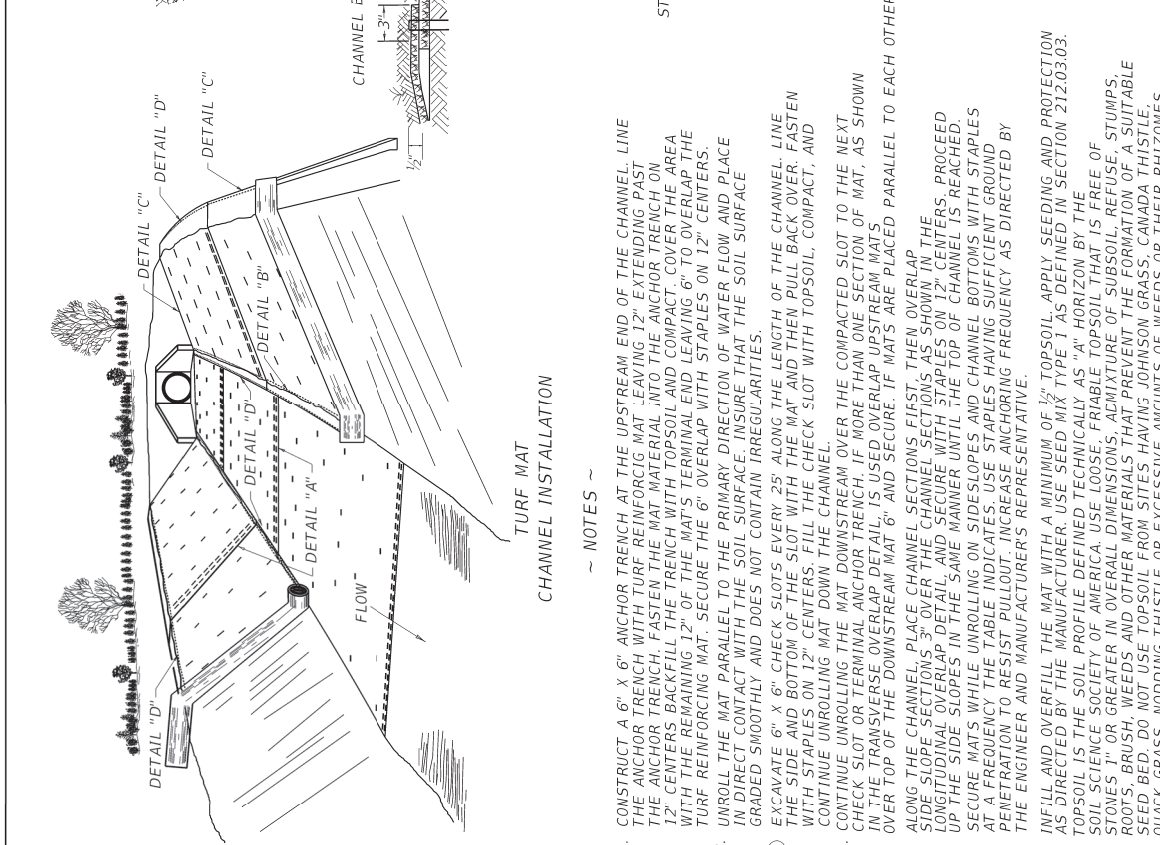 CHANNEL
3"
½"
ST
DETAIL "C"
DETAIL "D"
DETAIL "C"
DETAIL "B"
DETAIL "D"
DETAIL "A"
DETAIL "D"
FLOW
TURF MAT
CHANNEL INSTALLATION
~ NOTES ~
CONSTRUCT A 6" X 6" ANCHOR TRENCH AT THE UPSTREAM END OF THE CHANNEL. LINE
THE ANCHOR TRENCH WITH TURF REINFORCIG MAT LEAVING 12" EXTENDING PAST
THE ANCHOR TRENCH. FASTEN THE MAT MATERIAL INTO THE ANCHOR TRENCH ON
12' CENTERS BACKFILL THE TRENCH WITH TOPSOIL AND COMPACT. COVER THE AREA
WITH THE REMAINING 12" OF THE MAT'S TERMINAL END LEAVING 6" TO OVERLAP THE
TURF REINFORCING MAT. SECURE THE 6" OVERLAP WITH STAPLES ON 12" CENTERS.
UNROLL THE MAT PARALLEL TO THE PRIMARY DIRECTION OF WATER FLOW AND PLACE
IN DIRECT CONTACT WITH THE SOIL SURFACE. INSURE THAT THE SOIL SURFACE
GRADED SMOOTHLY AND DOES NOT CONTAIN IRREGULARITIES.
EXCAVATE 6" X 6" CHECK SLOTS EVERY 25' ALONG THE LENGTH OF THE CHANNEL. LINE
THE SIDE AND BOTTOM OF THE SLOT WITH THE MAT AND THEN PULL BACK OVER. FASTEN
WITH STAPLES ON 12" CENTERS. FILL THE CHECK SLOT WITH TOPSOIL, COMPACT, AND
CONTINUE UNROLLING MAT DOWN THE CHANNEL.
CONTINUE UNROLLING THE MAT DOWNSTREAM OVER THE COMPACTED SLOT TO THE NEXT
CHECK SLOT OR TERMINAL ANCHOR TRENCH. IF MORE THAN ONE SECTION OF MAT, AS SHOWN
IN THE TRANSVERSE OVERLAP DETAIL, IS USED OVERLAP UPSTREAM MATS
OVER TOP OF THE DOWNSTREAM MAT 6" AND SECURE. IF MATS ARE PLACED PARALLEL TO EACH OTHER
ALONG THE CHANNEL, PLACE CHANNEL SECTIONS FIRST, THEN OVERLAP
SIDE SLOPE SECTIONS 3" OVER THE CHANNEL SECTIONS AS SHOWN IN THE
LONGITUDINAL OVERLAP DETAIL, AND SECURE WITH STAPLES ON 12" CENTERS. PROCEED
UP THE SIDE SLOPES IN THE SAME MANNER UNTIL THE TOP OF CHANNEL IS REACHED.
SECURE MATS WHILE UNROLLING ON SIDESLOPES AND CHANNEL BOTTOMS WITH STAPLES
AT A FREQUENCY THE TABLE INDICATES. USE STAPLES HAVING SUFFICIENT GROUND
PENETRATION TO RESIST PULLOUT. INCREASE ANCHORING FREQUENCY AS DIRECTED BY
THE ENGINEER AND MANUFACTURERS REPRESENTATIVE.
INFILL AND OVERFILL THE MAT WITH A MINIMUM OF ½" TOPSOIL. APPLY SEEDING AND PROTECTION
AS DIRECTED BY THE MANUFACTURER. USE SEED MIX TYPE 1 AS DEFINED IN SECTION 212.03.03.
TOPSOIL IS THE SOIL PROFILE DEFINED TECHNICALLY AS "A" HORIZON BY THE
SOIL SCIENCE SOCIETY OF AMERICA. USE LOOSE, FRIABLE TOPSOIL THAT IS FREE OF
STONES 1" OR GREATER IN OVERALL DIMENSIONS, ADMIXTURE OF SUBSOIL, REFUSE, STUMPS,
ROOTS, BRUSH, WEEDS AND OTHER MATERIALS THAT PREVENT THE FORMATION OF A SUITABLE
SEED BED. DO NOT USE TOPSOIL FROM SITES HAVING JOHNSON GRASS, CANADA THISTLE,
QUACK GRASS, NODDING THISTLE OR EXCESSIVE AMOUNTS OF WEEDS OR THEIR RHIZOMES